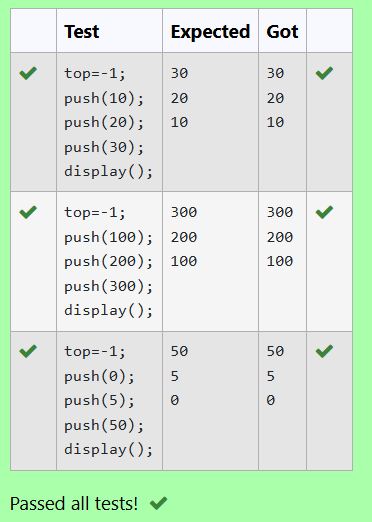 Test Expected Got
top=-1; 30 30
push(10); 20 20
push(20); 10 10
push(30);
display();
top=-1; 300 300
push(100); 200 200
push(200); 100 100
push(300);
display();
top=-1; 50 50
push(0); 5 5
push(5); 0 0
push(50);
display();
Passed all tests!